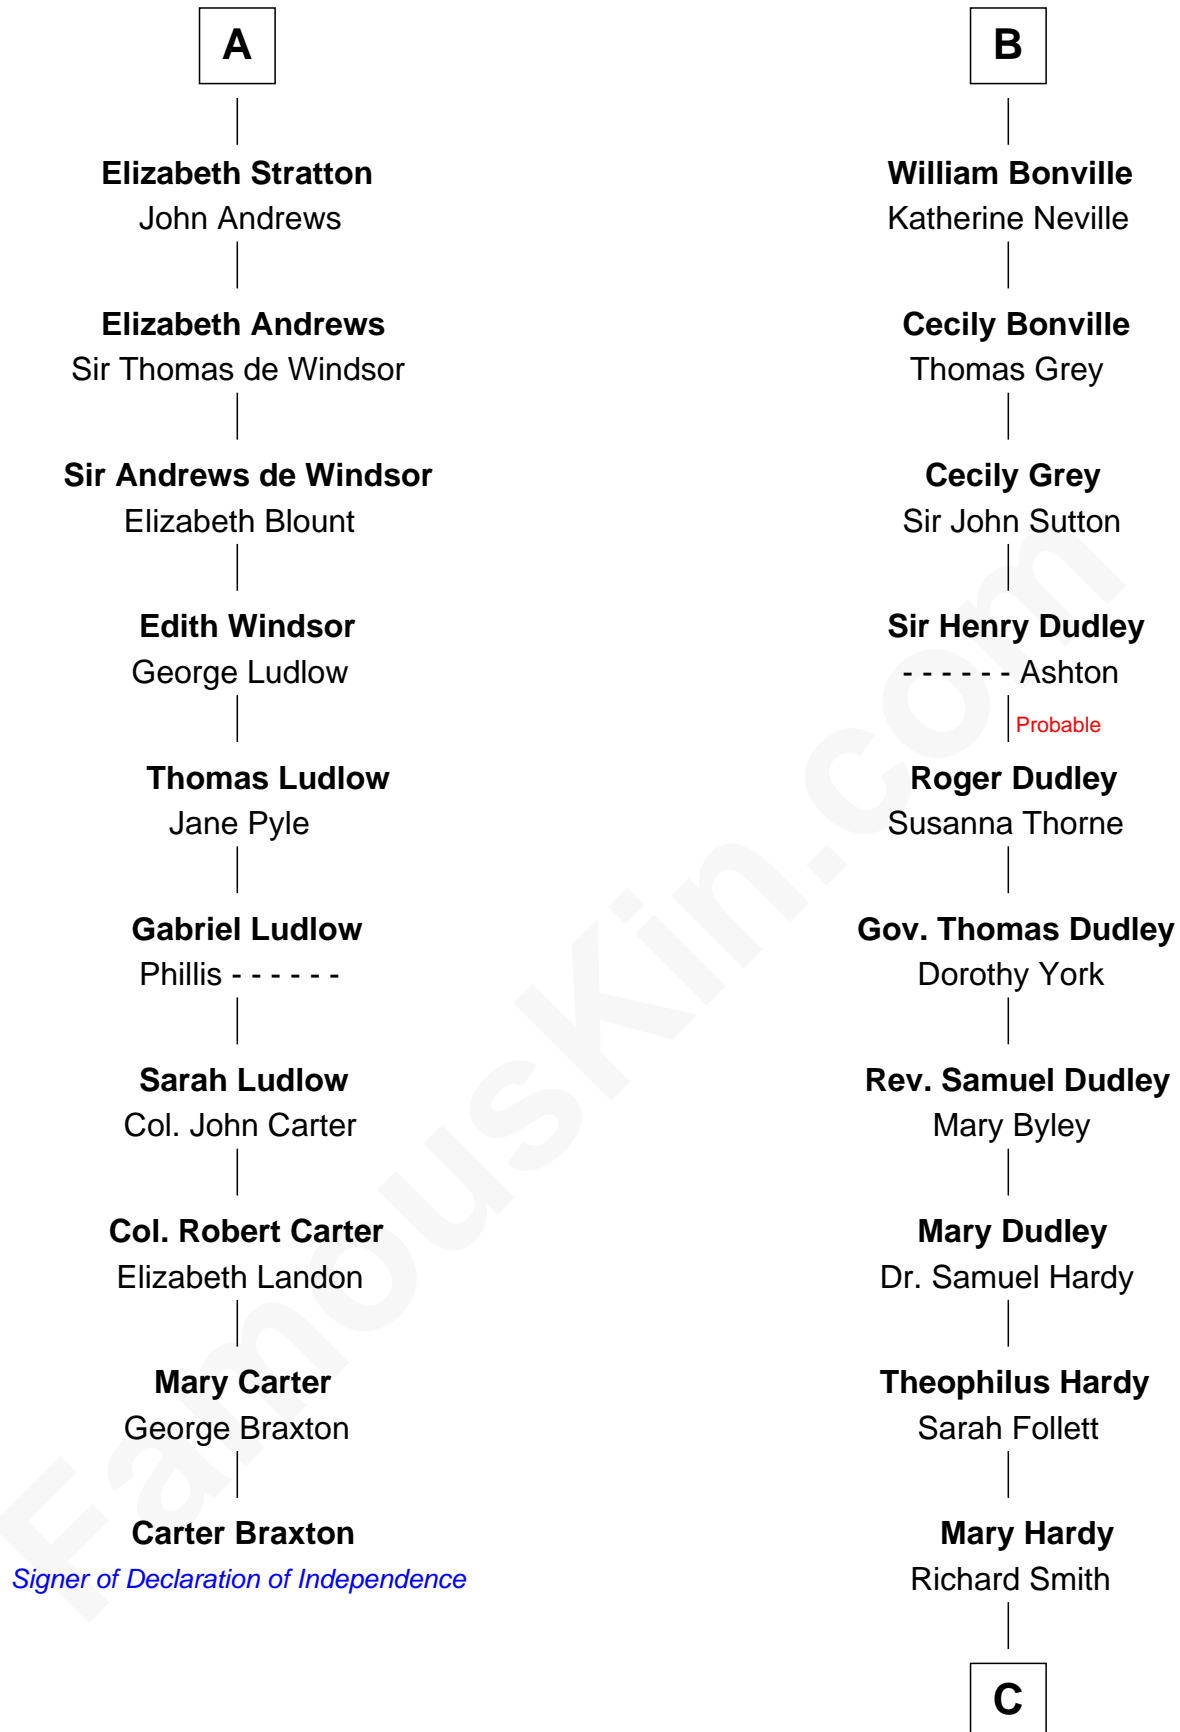 A
Elizabeth Stratton
John Andrews
Elizabeth Andrews
Sir Thomas de Windsor
Sir Andrews de Windsor
Elizabeth Blount
Edith Windsor
George Ludlow
Thomas Ludlow
Jane Pyle
Gabriel Ludlow
Phillis - - - - - -
Sarah Ludlow
Col. John Carter
Col. Robert Carter
Elizabeth Landon
Mary Carter
George Braxton
Carter Braxton
Signer of Declaration of Independence
B
William Bonville
Katherine Neville
Cecily Bonville
Thomas Grey
Cecily Grey
Sir John Sutton
Sir Henry Dudley
- - - - - - Ashton
Probable
Roger Dudley
Susanna Thorne
Gov. Thomas Dudley
Dorothy York
Rev. Samuel Dudley
Mary Byley
Mary Dudley
Dr. Samuel Hardy
Theophilus Hardy
Sarah Follett
Mary Hardy
Richard Smith
C
FamousKin.com